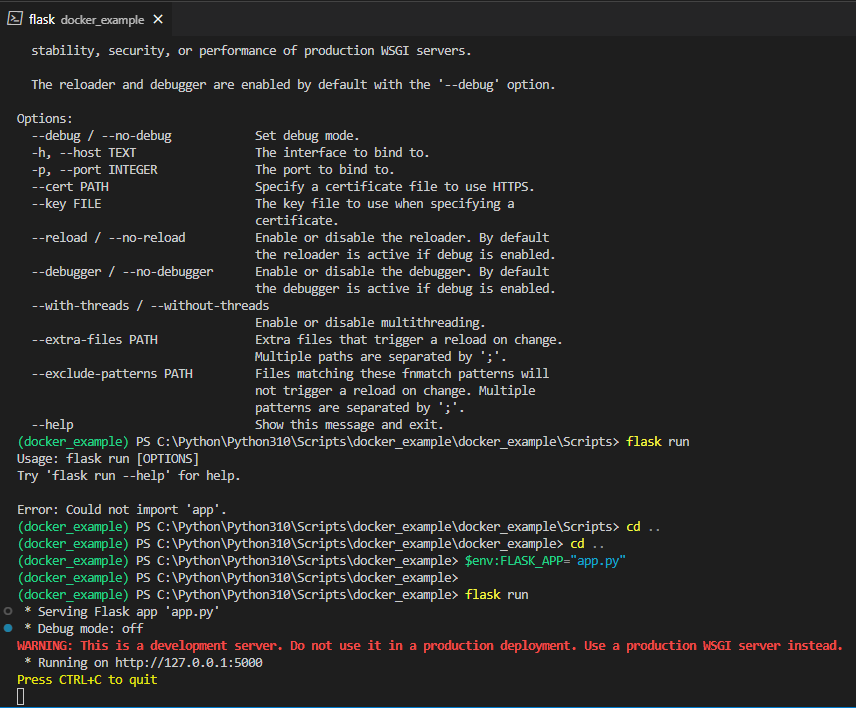 flask docker_example ×
stability, security, or performance of production WSGI servers.
The reloader and debugger are enabled by default with the '--debug' option.
Options:
--debug / --no-debug Set debug mode.
-h, --host TEXT The interface to bind to.
-p, --port INTEGER The port to bind to.
--cert PATH Specify a certificate file to use HTTPS.
--key FILE The key file to use when specifying a
certificate.
--reload / --no-reload Enable or disable the reloader. By default
the reloader is active if debug is enabled.
--debugger / --no-debugger Enable or disable the debugger. By default
the debugger is active if debug is enabled.
--with-threads / --without-threads
Enable or disable multithreading.
--extra-files PATH Extra files that trigger a reload on change.
Multiple paths are separated by ';'.
--exclude-patterns PATH Files matching these fnmatch patterns will
not trigger a reload on change. Multiple
patterns are separated by ';'.
--help Show this message and exit.
(docker_example) PS C:\Python\Python310\Scripts\docker_example\docker_example\Scripts> flask run
Usage: flask run [OPTIONS]
Try 'flask run --help' for help.
Error: Could not import 'app'.
(docker_example) PS C:\Python\Python310\Scripts\docker_example\docker_example\Scripts> cd ..
(docker_example) PS C:\Python\Python310\Scripts\docker_example\docker_example> cd ..
(docker_example) PS C:\Python\Python310\Scripts\docker_example> $env:FLASK_APP="app.py"
(docker_example) PS C:\Python\Python310\Scripts\docker_example>
(docker_example) PS C:\Python\Python310\Scripts\docker_example> flask run
* Serving Flask app 'app.py'
* Debug mode: off
WARNING: This is a development server. Do not use it in a production deployment. Use a production WSGI server instead.
* Running on http://127.0.0.1:5000
Press CTRL+C to quit